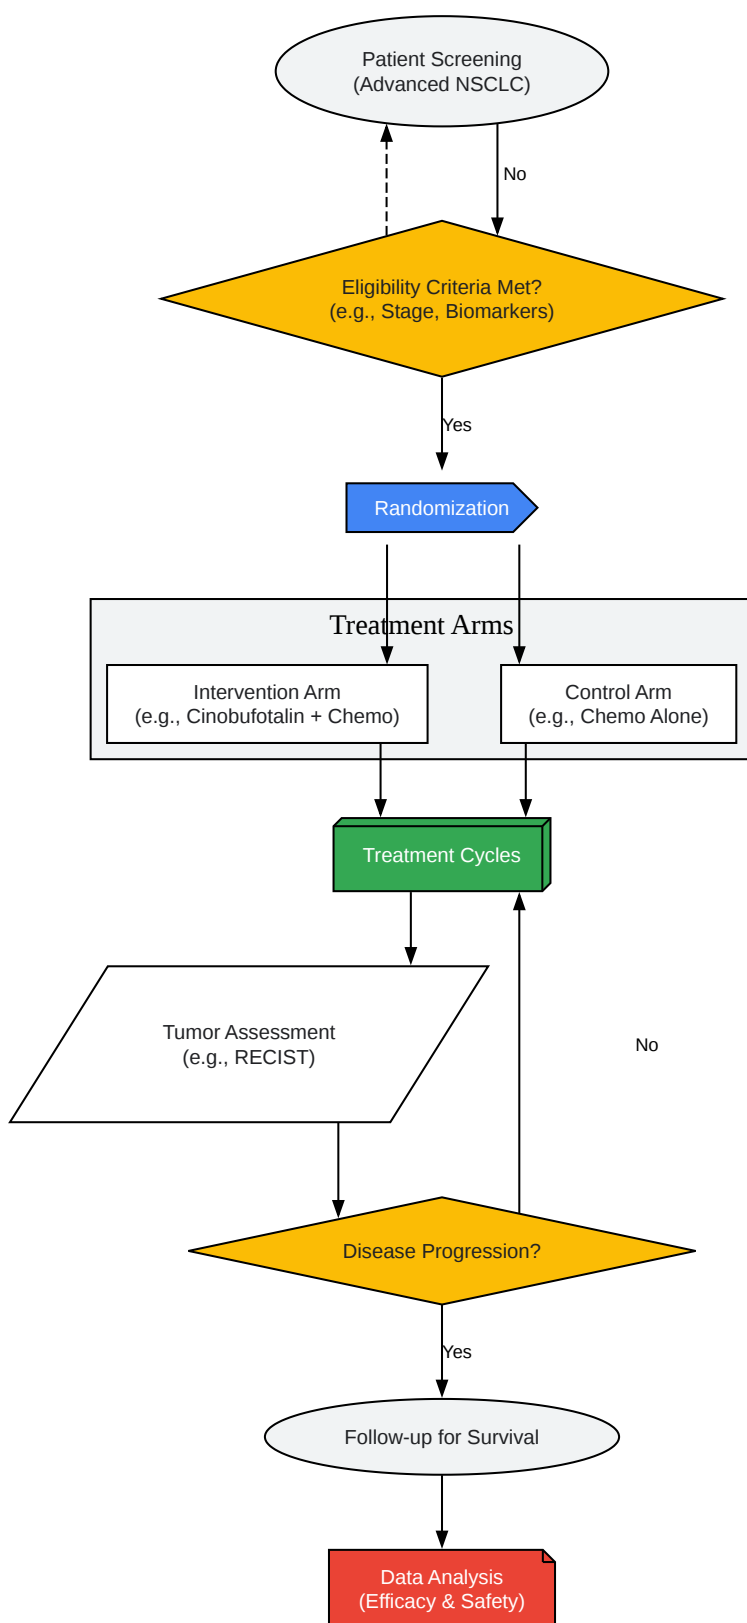 Patient Screening
(Advanced NSCLC)
No
Eligibility Criteria Met?
(e.g., Stage, Biomarkers)
Yes
Randomization
Treatment Arms
Intervention Arm
(e.g., Cinobufotalin + Chemo)
Control Arm
(e.g., Chemo Alone)
Treatment Cycles
Tumor Assessment
(e.g., RECIST)
No
Disease Progression?
Yes
Follow-up for Survival
Data Analysis
(Efficacy & Safety)